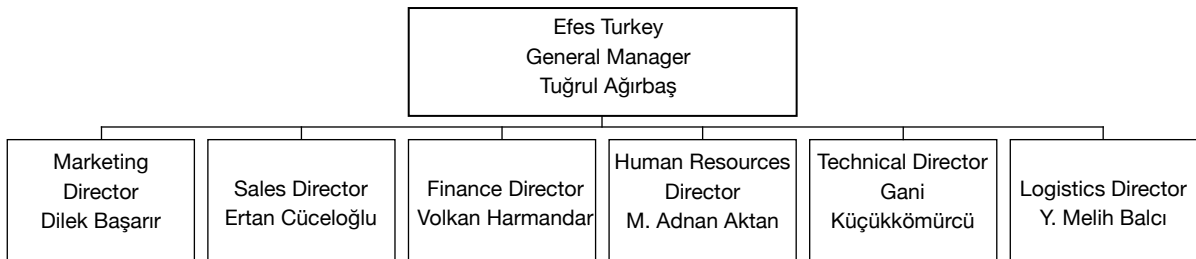 Efes Turkey
General Manager
Tuğrul Ağırbaş
Marketing
Director
Dilek Başarır
Sales Director
Ertan Cüceloğlu
Finance Director
Volkan Harmandar
Human Resources
Director
M. Adnan Aktan
Technical Director
Gani
Küçükkömürcü
Logistics Director
Y. Melih Balcı